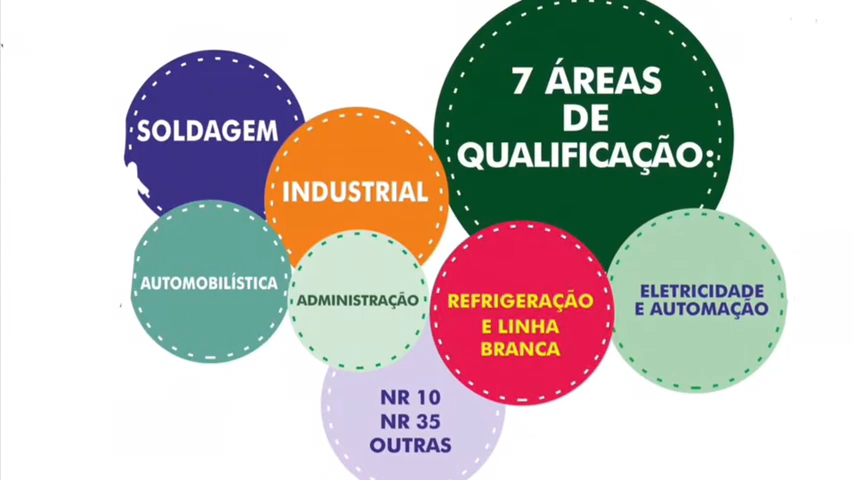 7 ÁREAS
DE
QUALIFICAÇÃO:
SOLDAGEM
INDUSTRIAL
AUTOMOBILÍSTICA
ADMINISTRAÇÃO
REFRIGERAÇÃO
E LINHA
BRANCA
ELETRICIDADE
E AUTOMAÇÃO
NR 10
NR 35
OUTRAS